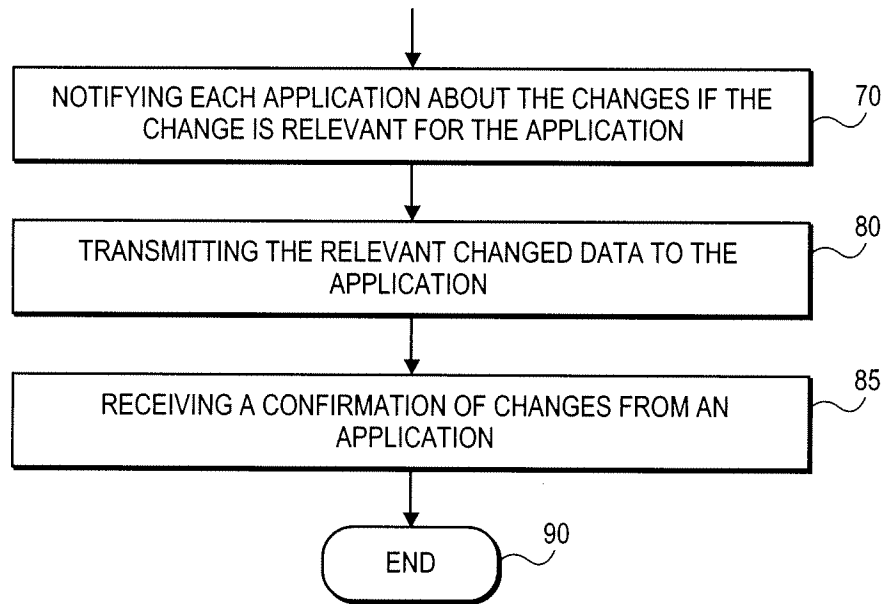 NOTIFYING EACH APPLICATION ABOUT THE CHANGES IF THE
CHANGE IS RELEVANT FOR THE APPLICATION
70
TRANSMITTING THE RELEVANT CHANGED DATA TO THE
APPLICATION
80
RECEIVING A CONFIRMATION OF CHANGES FROM AN
APPLICATION
85
END
90